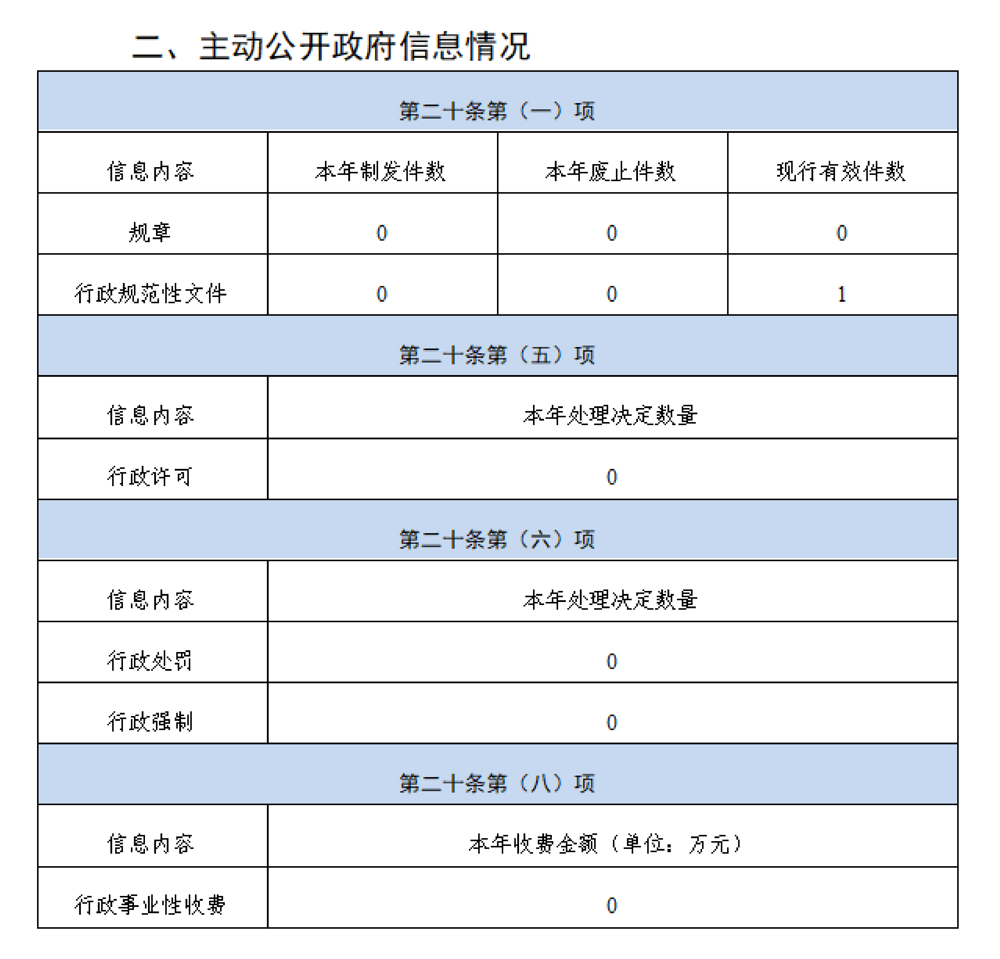 二、主动公开政府信息情况
第二十条第（一）项
信息内容 本年制发件数 本年废止件数 现行有效件数
规章 0 0 0
行政规范性文件 0 0 1
第二十条第（五）项
信息内容 本年处理决定数量
行政许可 0
第二十条第（六）项
信息内容 本年处理决定数量
行政处罚 0
行政强制 0
第二十条第（八）项
信息内容 本年收费金额（单位：万元）
行政事业性收费 0